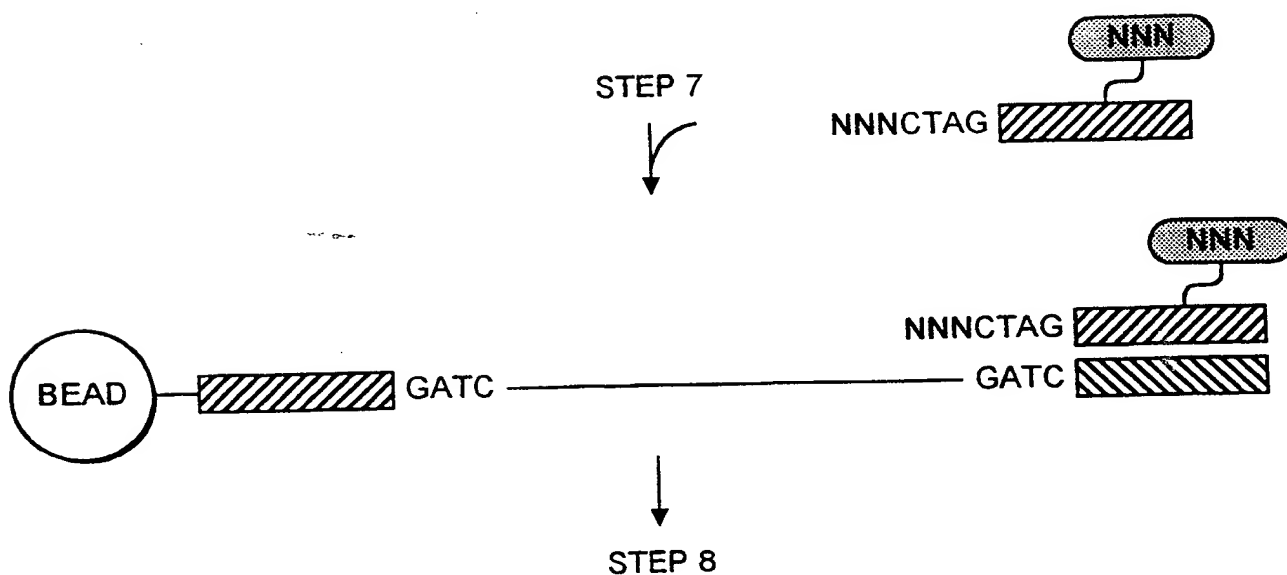 NNN
STEP 7
NNNCTAG
NNN
NNNCTAG
BEAD GATC GATC
STEP 8